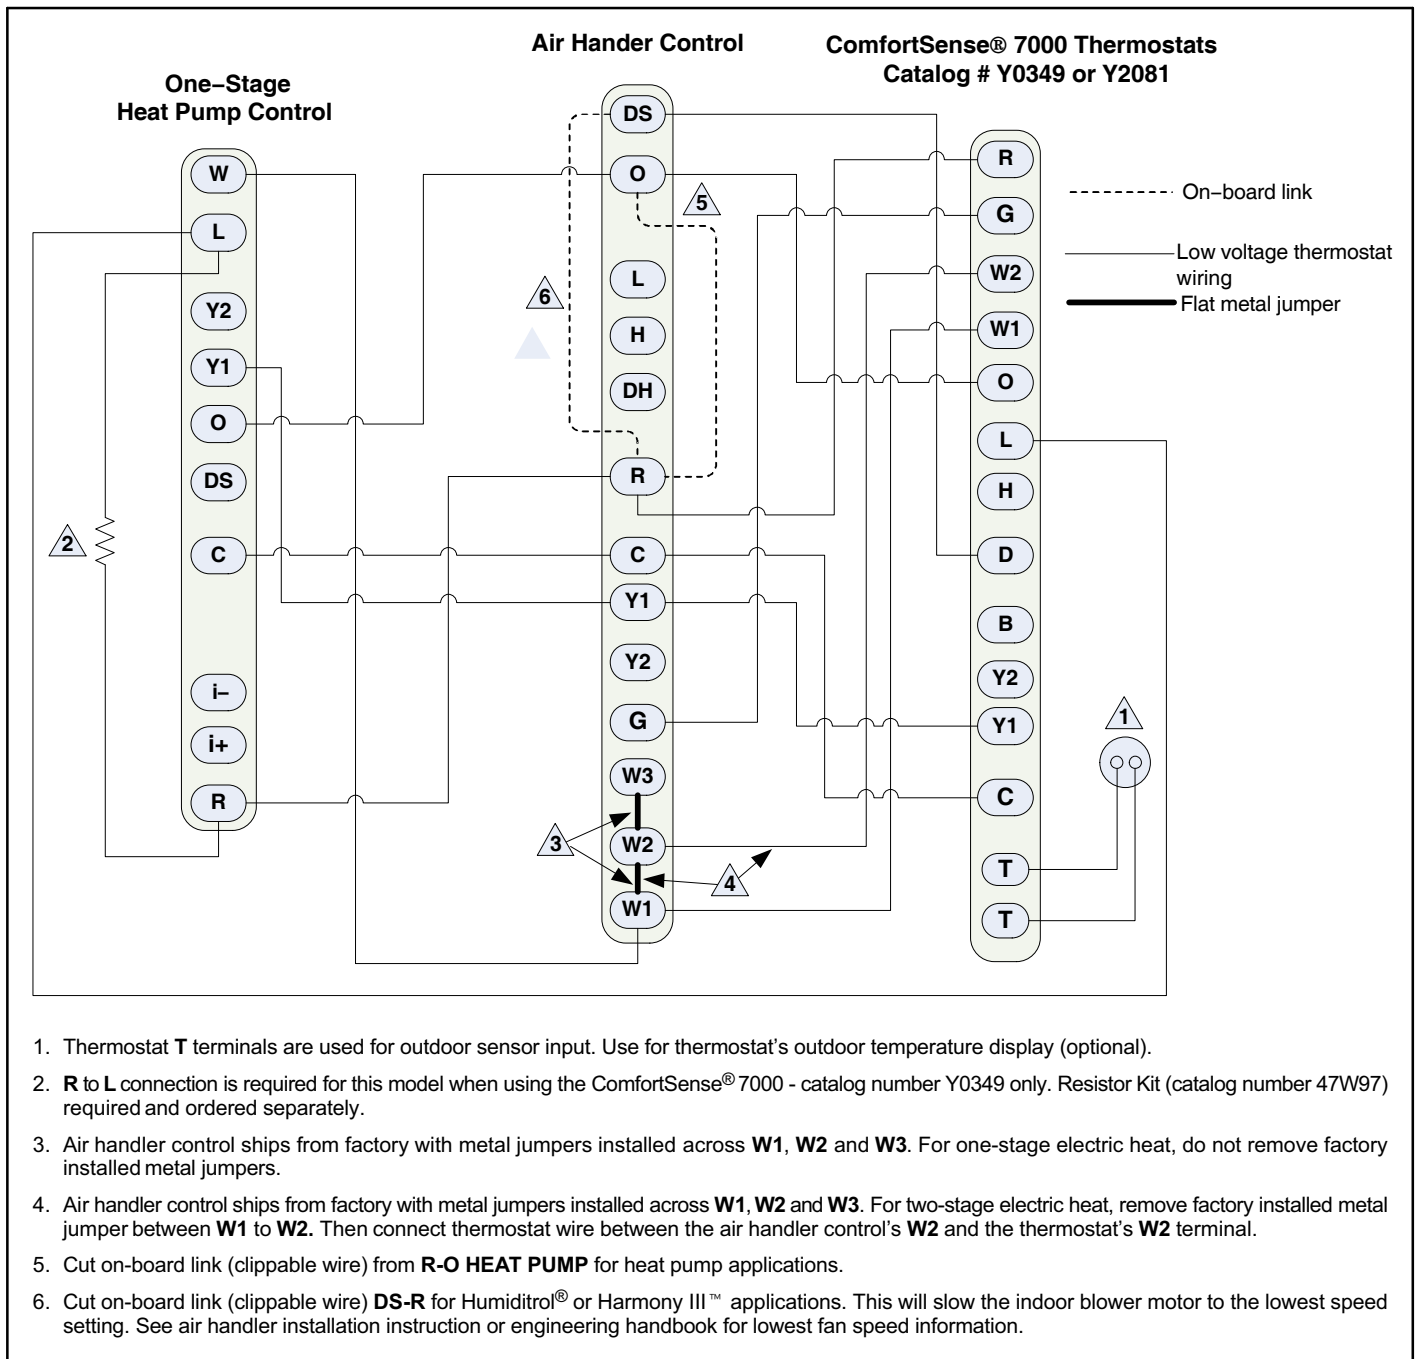 Air Hander Control
ComfortSense® 7000 Thermostats
Catalog # Y0349 or Y2081
One–Stage
Heat Pump Control
W
L
Y2
Y1
O
DS
C
i–
i+
R
2
DS
O
L
H
DH
R
C
Y1
Y2
G
W3
W2
W1
5
6
3
4
R
G
W2
W1
O
L
H
D
B
Y2
Y1
C
T
T
1
On–board link
Low voltage thermostat
wiring
Flat metal jumper
1. Thermostat T terminals are used for outdoor sensor input. Use for thermostat's outdoor temperature display (optional).
2. R to L connection is required for this model when using the ComfortSense® 7000 - catalog number Y0349 only. Resistor Kit (catalog number 47W97)
required and ordered separately.
3. Air handler control ships from factory with metal jumpers installed across W1, W2 and W3. For one-stage electric heat, do not remove factory
installed metal jumpers.
4. Air handler control ships from factory with metal jumpers installed across W1, W2 and W3. For two-stage electric heat, remove factory installed metal
jumper between W1 to W2. Then connect thermostat wire between the air handler control's W2 and the thermostat's W2 terminal.
5. Cut on-board link (clippable wire) from R-O HEAT PUMP for heat pump applications.
6. Cut on-board link (clippable wire) DS-R for Humiditrol® or Harmony III™ applications. This will slow the indoor blower motor to the lowest speed
setting. See air handler installation instruction or engineering handbook for lowest fan speed information.